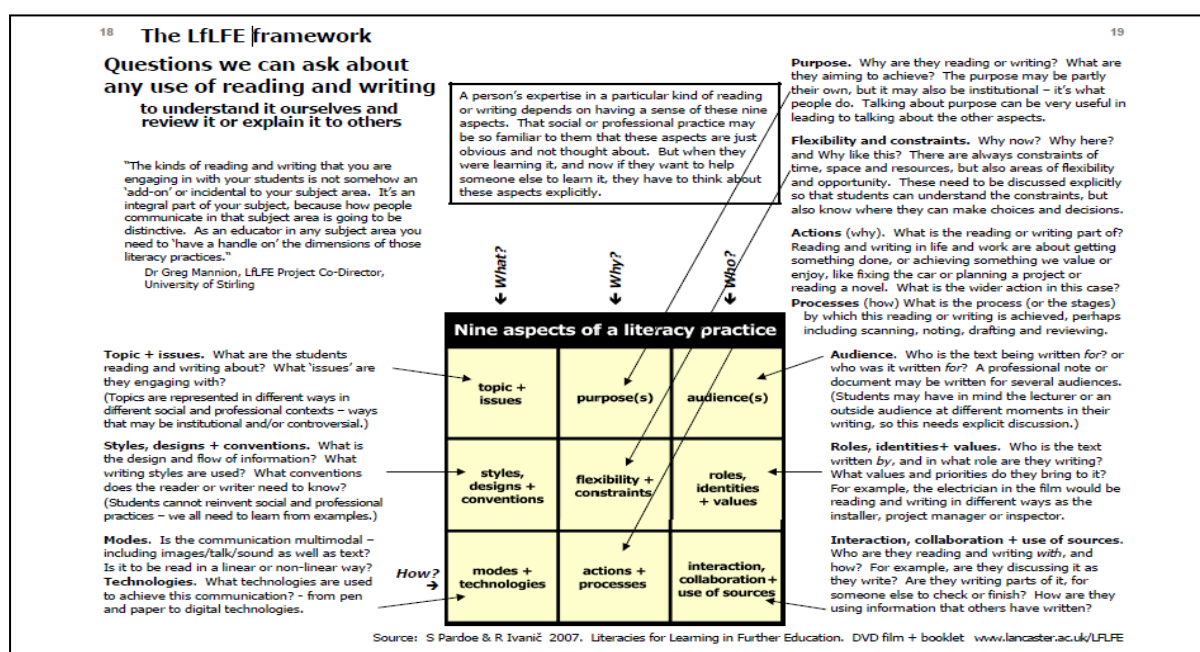 18
The LfLFE framework
19
Questions we can ask about
any use of reading and writing
to understand it ourselves and
review it or explain it to others
"The kinds of reading and writing that you are
engaging in with your students is not somehow an
'add-on' or incidental to your subject area. It's an
integral part of your subject, because how people
communicate in that subject area is going to be
distinctive. As an educator in any subject area you
need to 'have a handle on' the dimensions of those
literacy practices."
Dr Greg Mannion, LfLFE Project Co-Director,
University of Stirling
A person's expertise in a particular kind of reading
or writing depends on having a sense of these nine
aspects. That social or professional practice may
be so familiar to them that these aspects are just
obvious and not thought about. But when they
were learning it, and now if they want to help
someone else to learn it, they have to think about
these aspects explicitly.
Purpose. Why are they reading or writing? What are
they aiming to achieve? The purpose may be partly
their own, but it may also be institutional – it's what
people do. Talking about purpose can be very useful in
leading to talking about the other aspects.
Flexibility and constraints. Why now? Why here?
and Why like this? There are always constraints of
time, space and resources, but also areas of flexibility
and opportunity. These need to be discussed explicitly
so that students can understand the constraints, but
also know where they can make choices and decisions.
Actions (why). What is the reading or writing part of?
Reading and writing in life and work are about getting
something done, or achieving something we value or
enjoy, like fixing the car or planning a project or
reading a novel. What is the wider action in this case?
Processes (how) What is the process (or the stages)
by which this reading or writing is achieved, perhaps
including scanning, noting, drafting and reviewing.
← What?
← Why?
← Who?
Nine aspects of a literacy practice
Topic + issues. What are the students
reading and writing about? What 'issues' are
they engaging with?
(Topics are represented in different ways in
different social and professional contexts – ways
that may be institutional and/or controversial.)
Styles, designs + conventions. What is
the design and flow of information? What
writing styles are used? What conventions
does the reader or writer need to know?
(Students cannot reinvent social and professional
practices – we all need to learn from examples.)
Modes. Is the communication multimodal –
including images/talk/sound as well as text?
Is it to be read in a linear or non-linear way?
Technologies. What technologies are used
to achieve this communication? - from pen
and paper to digital technologies.
How?
→
topic +
issues
purpose(s)
audience(s)
styles,
designs +
conventions
flexibility +
constraints
roles,
identities
+ values
modes +
technologies
actions +
processes
interaction,
collaboration +
use of sources
Audience. Who is the text being written for? or
who was it written for? A professional note or
document may be written for several audiences.
(Students may have in mind the lecturer or an
outside audience at different moments in their
writing, so this needs explicit discussion.)
Roles, identities+ values. Who is the text
written by, and in what role are they writing?
What values and priorities do they bring to it?
For example, the electrician in the film would be
reading and writing in different ways as the
installer, project manager or inspector.
Interaction, collaboration + use of sources.
Who are they reading and writing with, and
how? For example, are they discussing it as
they write? Are they writing parts of it, for
someone else to check or finish? How are they
using information that others have written?
Source: S Pardoe & R Ivanič 2007. Literacies for Learning in Further Education. DVD film + booklet www.lancaster.ac.uk/LFLFE